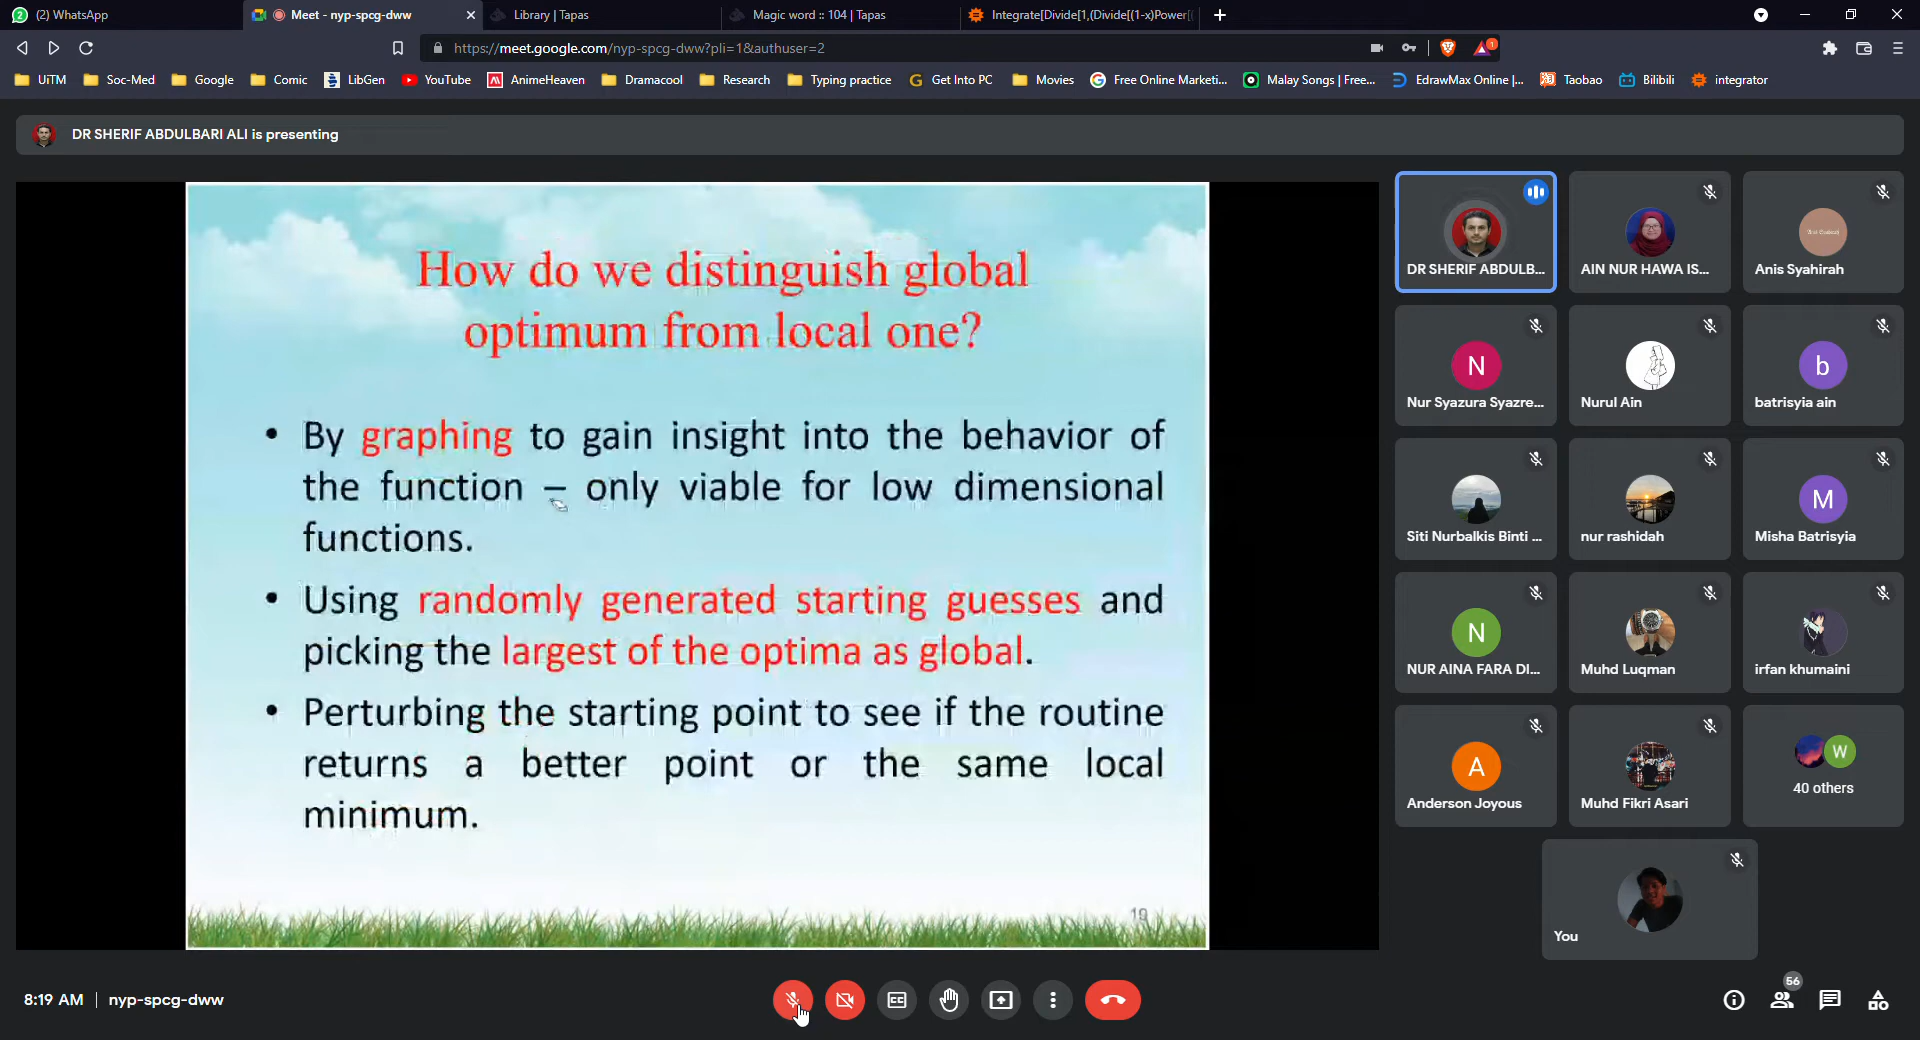 (2) WhatsApp
Meet - nyp-spcg-dww
Library | Tapas
Magic word :: 104 | Tapas
Integrate[Divide[1,(Divide[(1-x)Power[(
https://meet.google.com/nyp-spcg-dww?pli=1&authuser=2
1
UiTM
Soc-Med
Google
Comic
LibGen
YouTube
AnimeHeaven
Dramacool
Research
Typing practice
Get Into PC
Movies
Free Online Marketi...
Malay Songs | Free...
EdrawMax Online |...
Taobao
Bilibili
integrator
DR SHERIF ABDULBARI ALI is presenting
How do we distinguish global
optimum from local one?
• By graphing to gain insight into the behavior of
the function – only viable for low dimensional
functions.
• Using randomly generated starting guesses and
picking the largest of the optima as global.
• Perturbing the starting point to see if the routine
returns a better point or the same local
minimum.
19
DR SHERIF ABDULB...
AIN NUR HAWA IS...
Anis Syahirah
N
Nur Syazura Syazre...
Nurul Ain
b
batrisyia ain
Siti Nurbalkis Binti ...
nur rashidah
M
Misha Batrisyia
N
NUR AINA FARA DI...
Muhd Luqman
irfan khumaini
A
Anderson Joyous
Muhd Fikri Asari
W
40 others
You
8:19 AM | nyp-spcg-dww
CC
56